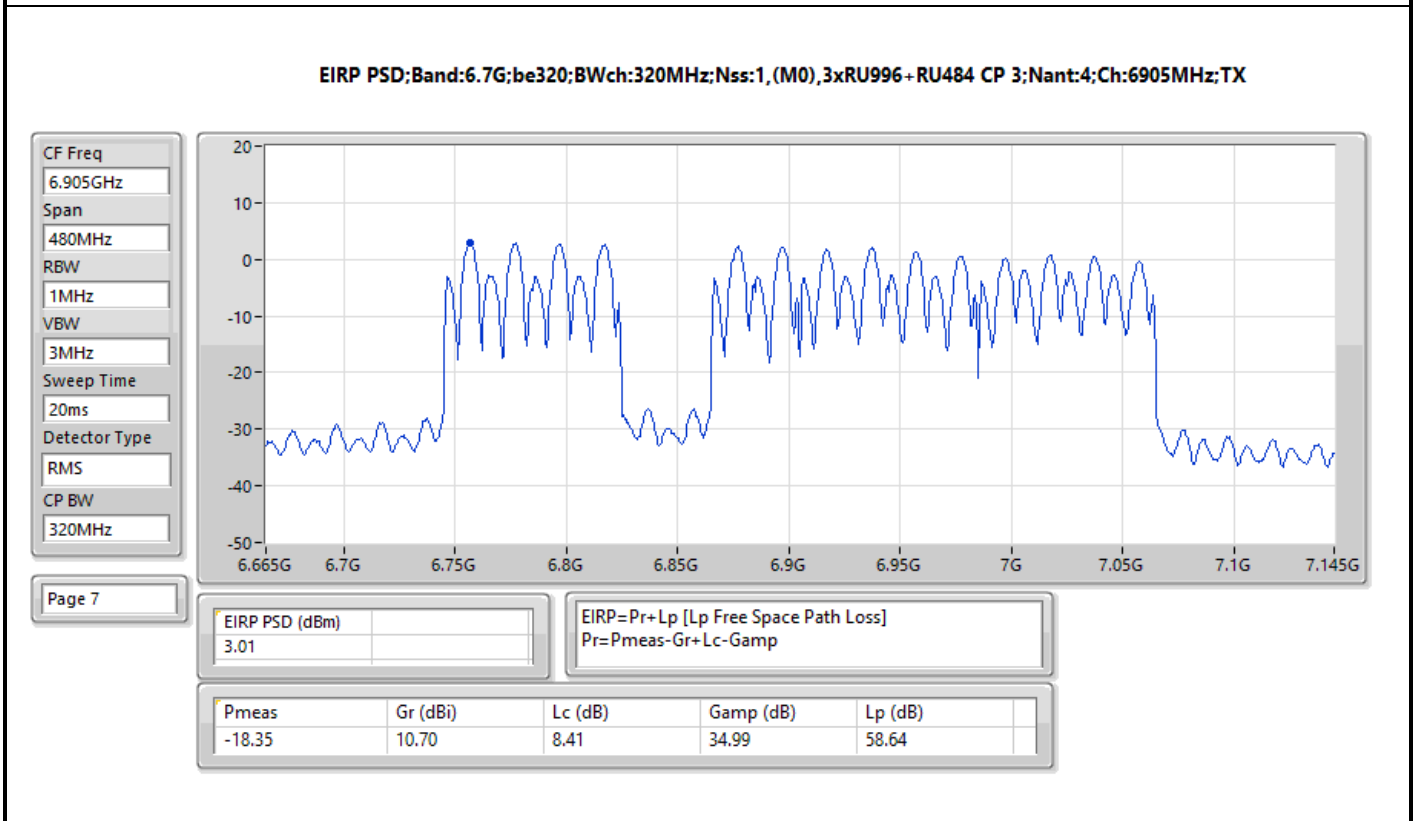 EIRP PSD;Band:6.7G;be320;BWch:320MHz;Nss:1,(M0),3xRU996+RU484 CP 3;Nant:4;Ch:6905MHz;TX
CF Freq
6.905GHz
Span
480MHz
RBW
1MHz
VBW
3MHz
Sweep Time
20ms
Detector Type
RMS
CP BW
320MHz
Page 7
20
10
0
-10
-20
-30
-40
-50
6.665G 6.7G 6.75G 6.8G 6.85G 6.9G 6.95G 7G 7.05G 7.1G 7.145G
EIRP PSD (dBm)
3.01
EIRP=Pr+Lp [Lp Free Space Path Loss]
Pr=Pmeas-Gr+Lc-Gamp
Pmeas Gr (dBi) Lc (dB) Gamp (dB) Lp (dB)
-18.35 10.70 8.41 34.99 58.64